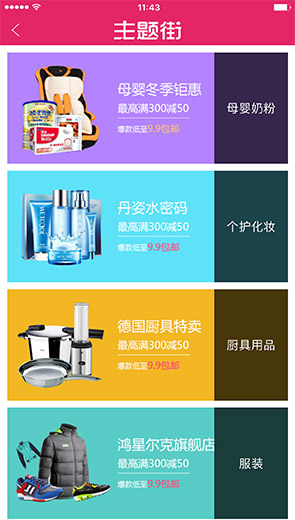 11:43
主题街
母婴冬季钜惠
最高满300减50
爆款低至9.9包邮
母婴奶粉
丹姿水密码
最高满300减50
爆款低至9.9包邮
个护化妆
德国厨具特卖
最高满300减50
爆款低至9.9包邮
厨具用品
鸿星尔克旗舰店
最高满300减50
爆款低至9.9包邮
服装